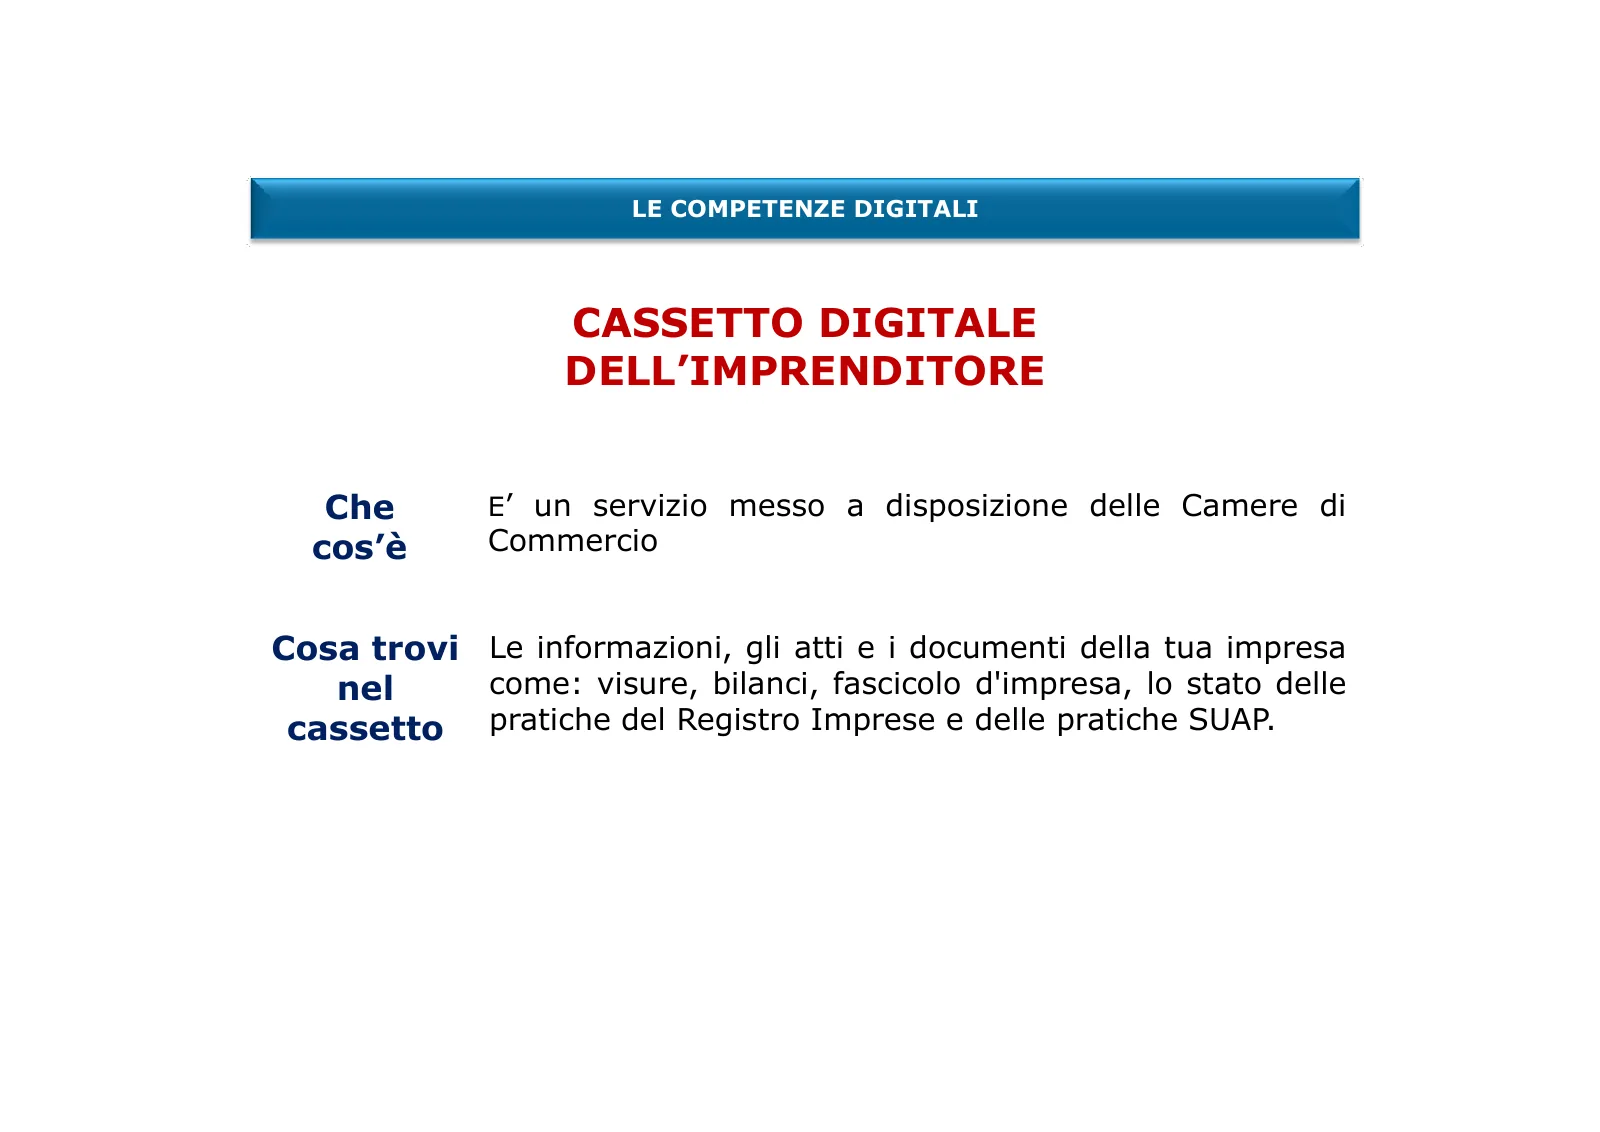 LE COMPETENZE DIGITALI
CASSETTO DIGITALE
DELL’IMPRENDITORE
Che
cos’è
E’ un servizio messo a disposizione delle Camere di
Commercio
Cosa trovi
nel
cassetto
Le informazioni, gli atti e i documenti della tua impresa
come: visure, bilanci, fascicolo d'impresa, lo stato delle
pratiche del Registro Imprese e delle pratiche SUAP.